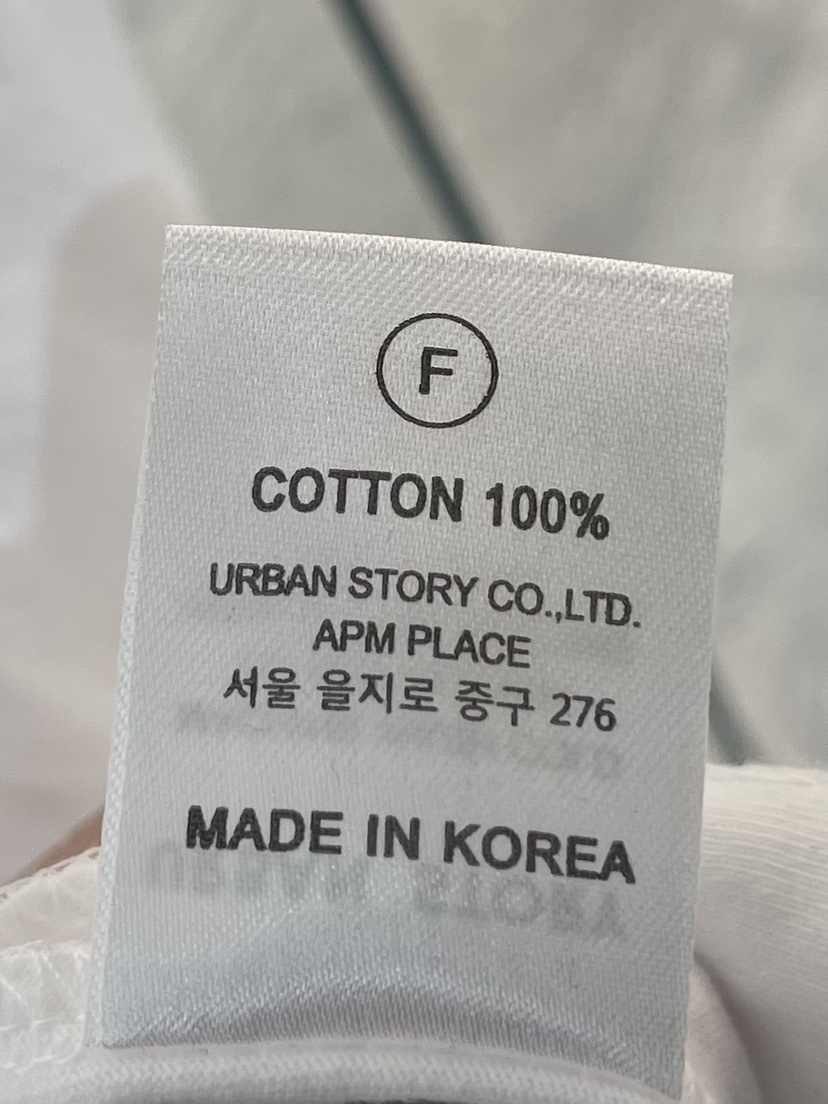 F
COTTON 100%
URBAN STORY CO.,LTD.
APM PLACE
서울 을지로 중구 276
MADE IN KOREA